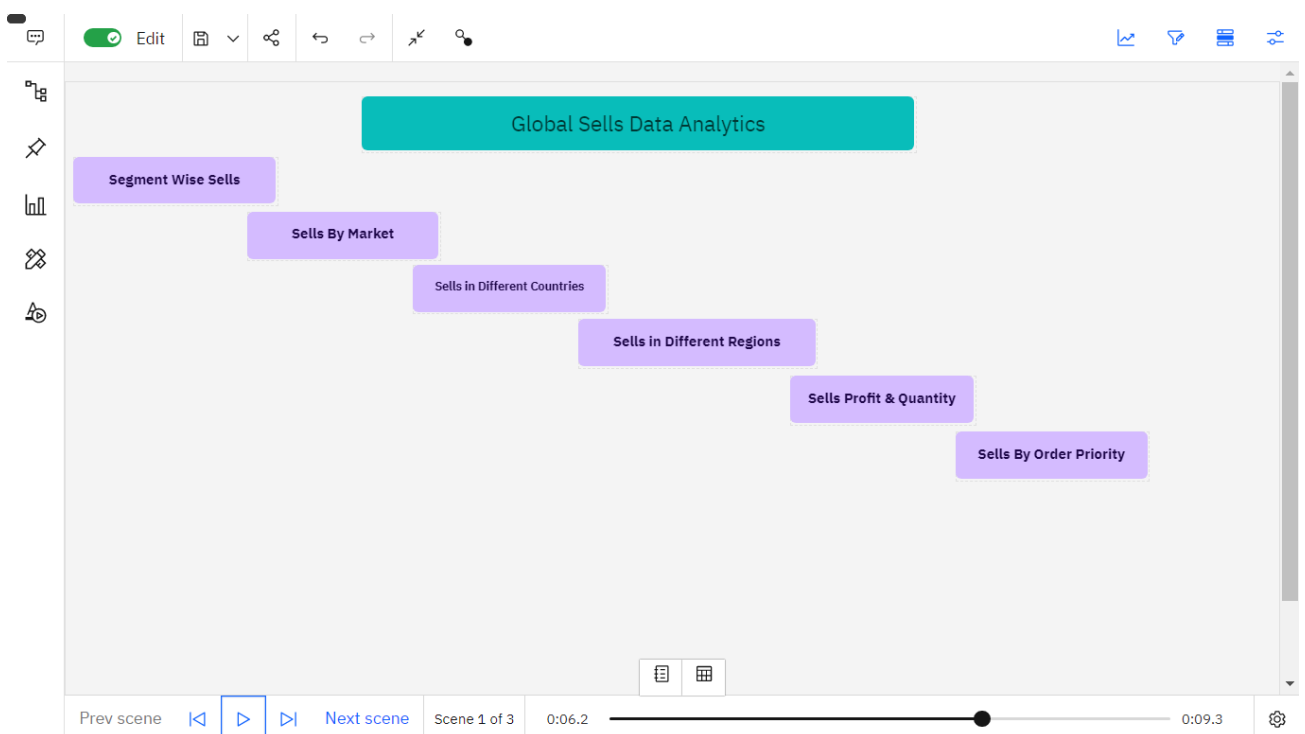 Edit
Global Sells Data Analytics
Segment Wise Sells
Sells By Market
Sells in Different Countries
Sells in Different Regions
Sells Profit & Quantity
Sells By Order Priority
Prev scene Next scene Scene 1 of 3 0:06.2 0:09.3